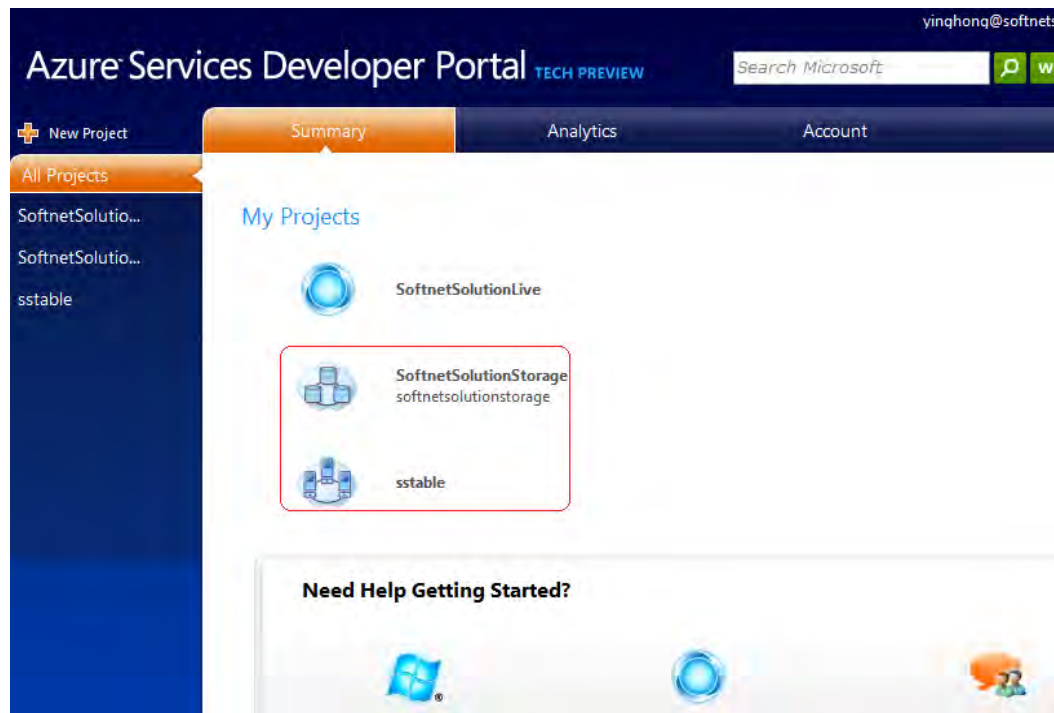 yinghong@softnets
Azure Services Developer Portal TECH PREVIEW
Search Microsoft
W
New Project
Summary
Analytics
Account
All Projects
SoftnetSolutio...
SoftnetSolutio...
sstable
My Projects
SoftnetSolutionLive
SoftnetSolutionStorage
softnetsolutionstorage
sstable
Need Help Getting Started?